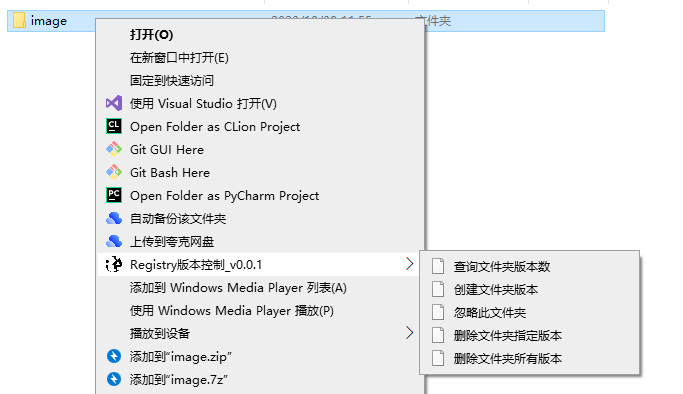 image
文件夹
打开(O)
在新窗口中打开(E)
固定到快速访问
使用 Visual Studio 打开(V)
Open Folder as CLion Project
Git GUI Here
Git Bash Here
Open Folder as PyCharm Project
自动备份该文件夹
上传到夸克网盘
Registry版本控制_v0.0.1
添加到 Windows Media Player 列表(A)
使用 Windows Media Player 播放(P)
播放到设备
添加到"image.zip"
添加到"image.7z"
查询文件夹版本数
创建文件夹版本
忽略此文件夹
删除文件夹指定版本
删除文件夹所有版本